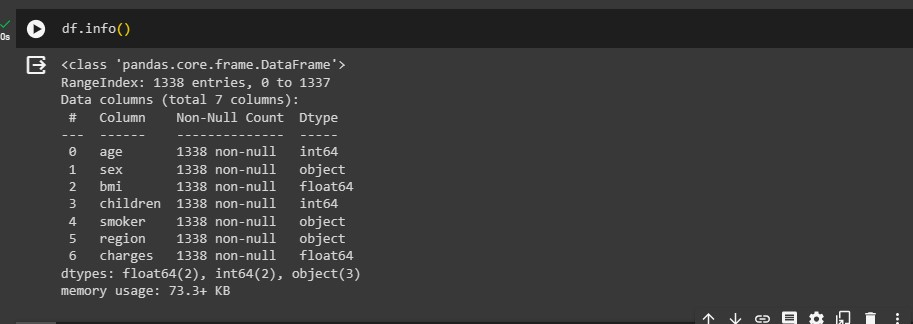 0s
df.info()
<class 'pandas.core.frame.DataFrame'>
RangeIndex: 1338 entries, 0 to 1337
Data columns (total 7 columns):
 #   Column    Non-Null Count  Dtype
---  ------    --------------  -----
 0   age       1338 non-null   int64
 1   sex       1338 non-null   object
 2   bmi       1338 non-null   float64
 3   children  1338 non-null   int64
 4   smoker    1338 non-null   object
 5   region    1338 non-null   object
 6   charges   1338 non-null   float64
dtypes: float64(2), int64(2), object(3)
memory usage: 73.3+ KB